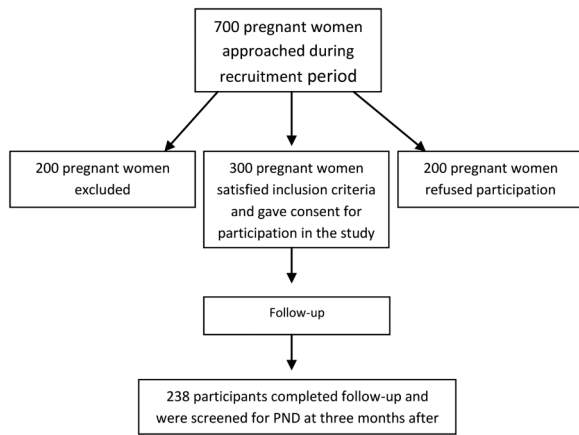 700 pregnant women
approached during
recruitment period
200 pregnant women
excluded
300 pregnant women
satisfied inclusion criteria
and gave consent for
participation in the study
200 pregnant women
refused participation
Follow-up
238 participants completed follow-up and
were screened for PND at three months after